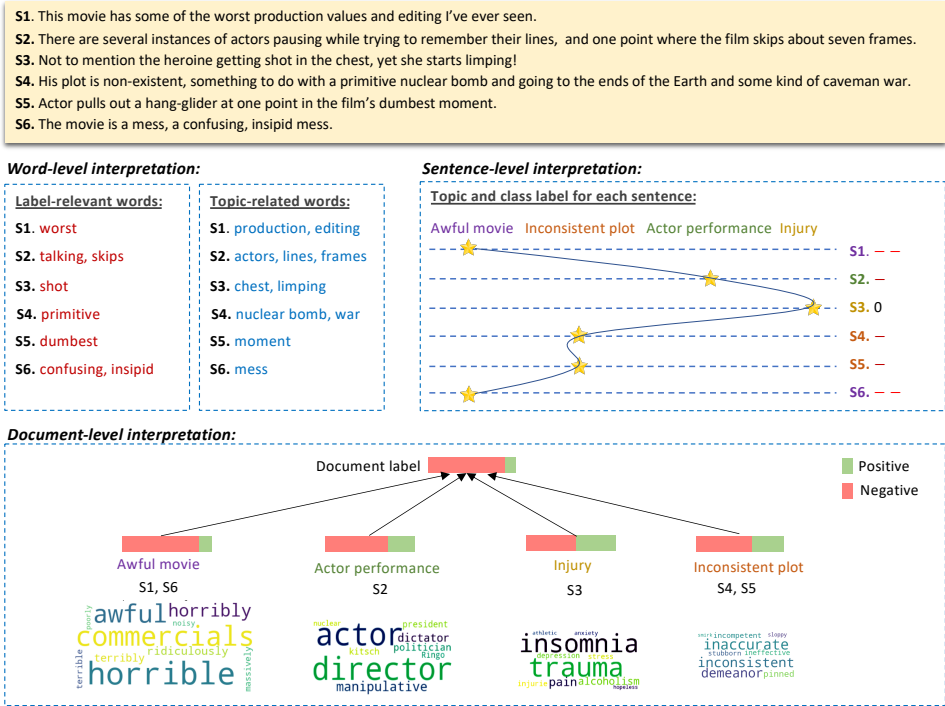 S1. This movie has some of the worst production values and editing I've ever seen.
S2. There are several instances of actors pausing while trying to remember their lines, and one point where the film skips about seven frames.
S3. Not to mention the heroine getting shot in the chest, yet she starts limping!
S4. His plot is non-existent, something to do with a primitive nuclear bomb and going to the ends of the Earth and some kind of caveman war.
S5. Actor pulls out a hang-glider at one point in the film's dumbest moment.
S6. The movie is a mess, a confusing, insipid mess.
Word-level interpretation:
Label-relevant words:
S1. worst
S2. talking, skips
S3. shot
S4. primitive
S5. dumbest
S6. confusing, insipid
Topic-related words:
S1. production, editing
S2. actors, lines, frames
S3. chest, limping
S4. nuclear bomb, war
S5. moment
S6. mess
Sentence-level interpretation:
Topic and class label for each sentence:
Awful movie Inconsistent plot Actor performance Injury
S1. – –
S2. –
S3. 0
S4. –
S5. –
S6. – –
Document-level interpretation:
Document label
Positive
Negative
Awful movie
S1, S6
Actor performance
S2
Injury
S3
Inconsistent plot
S4, S5
poorly
awful horribly
noisy
commercials
ridiculously
terribly
terrible
horrible
massively
nuclear
president
actor
dictator
kitsch
politician
Ringo
director
manipulative
athletic
anxiety
insomnia
depression
stress
trauma
injuries
pain
alcoholism
hopeless
smirk
incompetent
sloppy
inaccurate
stubborn
ineffective
inconsistent
demeanor
pinned